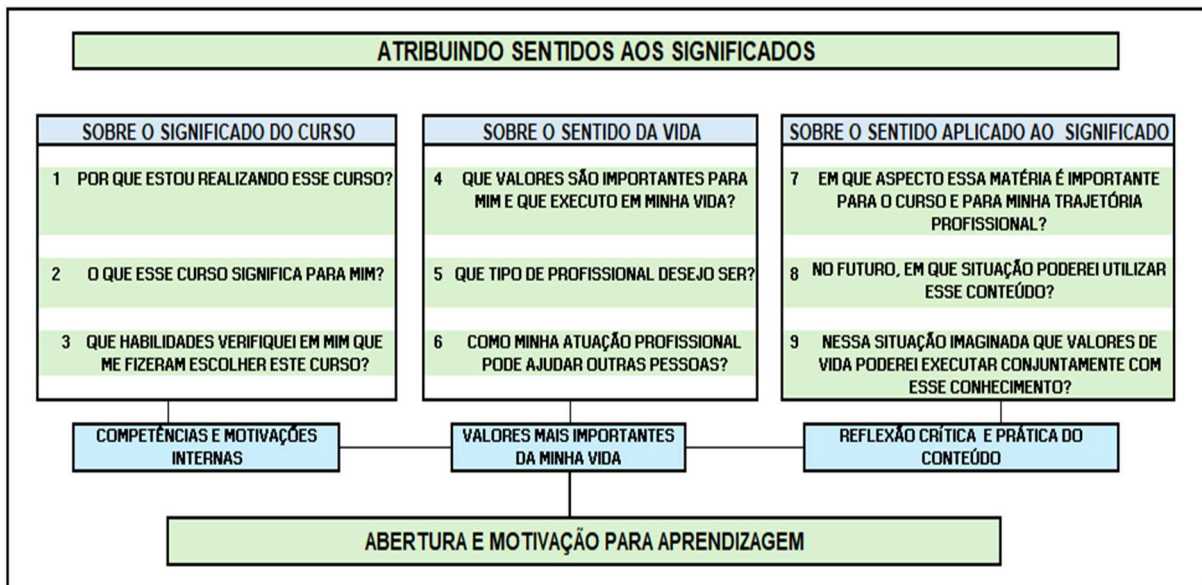 ATRIBUINDO SENTIDOS AOS SIGNIFICADOS
SOBRE O SIGNIFICADO DO CURSO
1 POR QUE ESTOU REALIZANDO ESSE CURSO?
2 O QUE ESSE CURSO SIGNIFICA PARA MIM?
3 QUE HABILIDADES VERIFIQUEI EM MIM QUE
ME FIZERAM ESCOLHER ESTE CURSO?
COMPETÊNCIAS E MOTIVAÇÕES
INTERNAS
SOBRE O SENTIDO DA VIDA
4 QUE VALORES SÃO IMPORTANTES PARA
MIM E QUE EXECUTO EM MINHA VIDA?
5 QUE TIPO DE PROFISSIONAL DESEJO SER?
6 COMO MINHA ATUAÇÃO PROFISSIONAL
PODE AJUDAR OUTRAS PESSOAS?
VALORES MAIS IMPORTANTES
DA MINHA VIDA
SOBRE O SENTIDO APLICADO AO SIGNIFICADO
7 EM QUE ASPECTO ESSA MATÉRIA É IMPORTANTE
PARA O CURSO E PARA MINHA TRAJETÓRIA
PROFISSIONAL?
8 NO FUTURO, EM QUE SITUAÇÃO PODEREI UTILIZAR
ESSE CONTEÚDO?
9 NESSA SITUAÇÃO IMAGINADA QUE VALORES DE
VIDA PODEREI EXECUTAR CONJUNTAMENTE COM
ESSE CONHECIMENTO?
REFLEXÃO CRÍTICA E PRÁTICA DO
CONTEÚDO
ABERTURA E MOTIVAÇÃO PARA APRENDIZAGEM